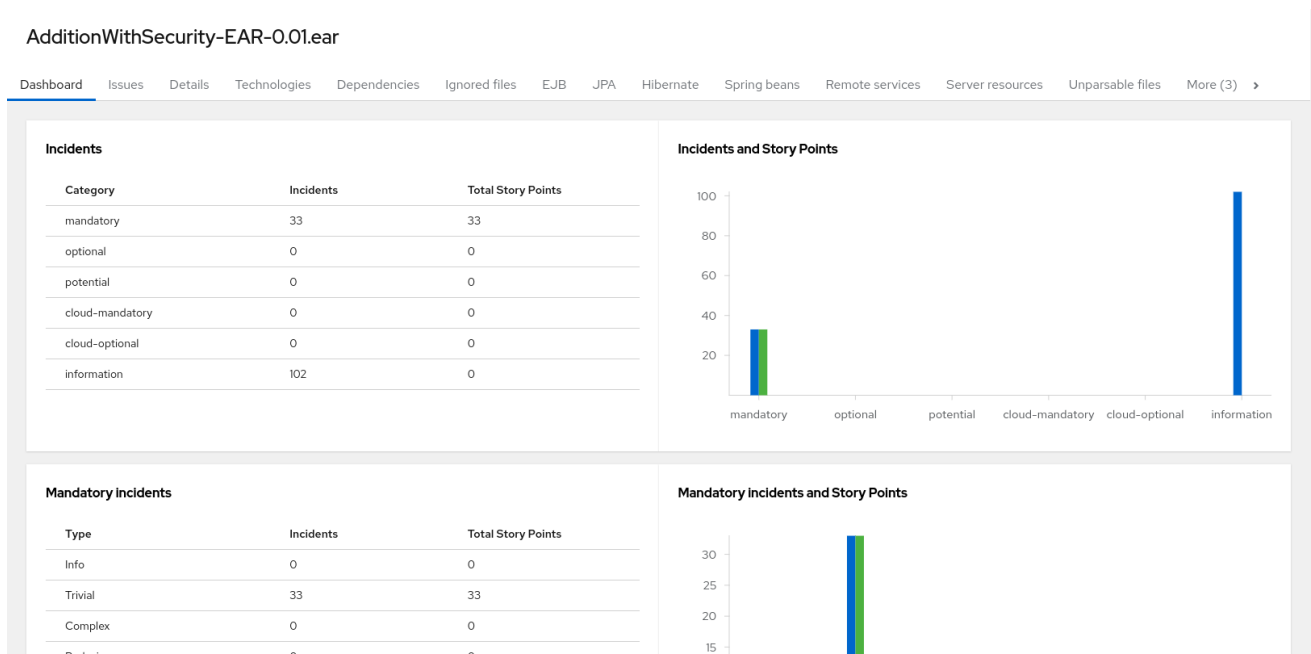 AdditionWithSecurity-EAR-0.01.ear
Dashboard Issues Details Technologies Dependencies Ignored files EJB JPA Hibernate Spring beans Remote services Server resources Unparsable files More (3)
Incidents
Category Incidents Total Story Points
mandatory 33 33
optional 0 0
potential 0 0
cloud-mandatory 0 0
cloud-optional 0 0
information 102 0
Incidents and Story Points
100
80
60
40
20
mandatory optional potential cloud-mandatory cloud-optional information
Mandatory incidents
Type Incidents Total Story Points
Info 0 0
Trivial 33 33
Complex 0 0
Mandatory incidents and Story Points
30
25
20
15